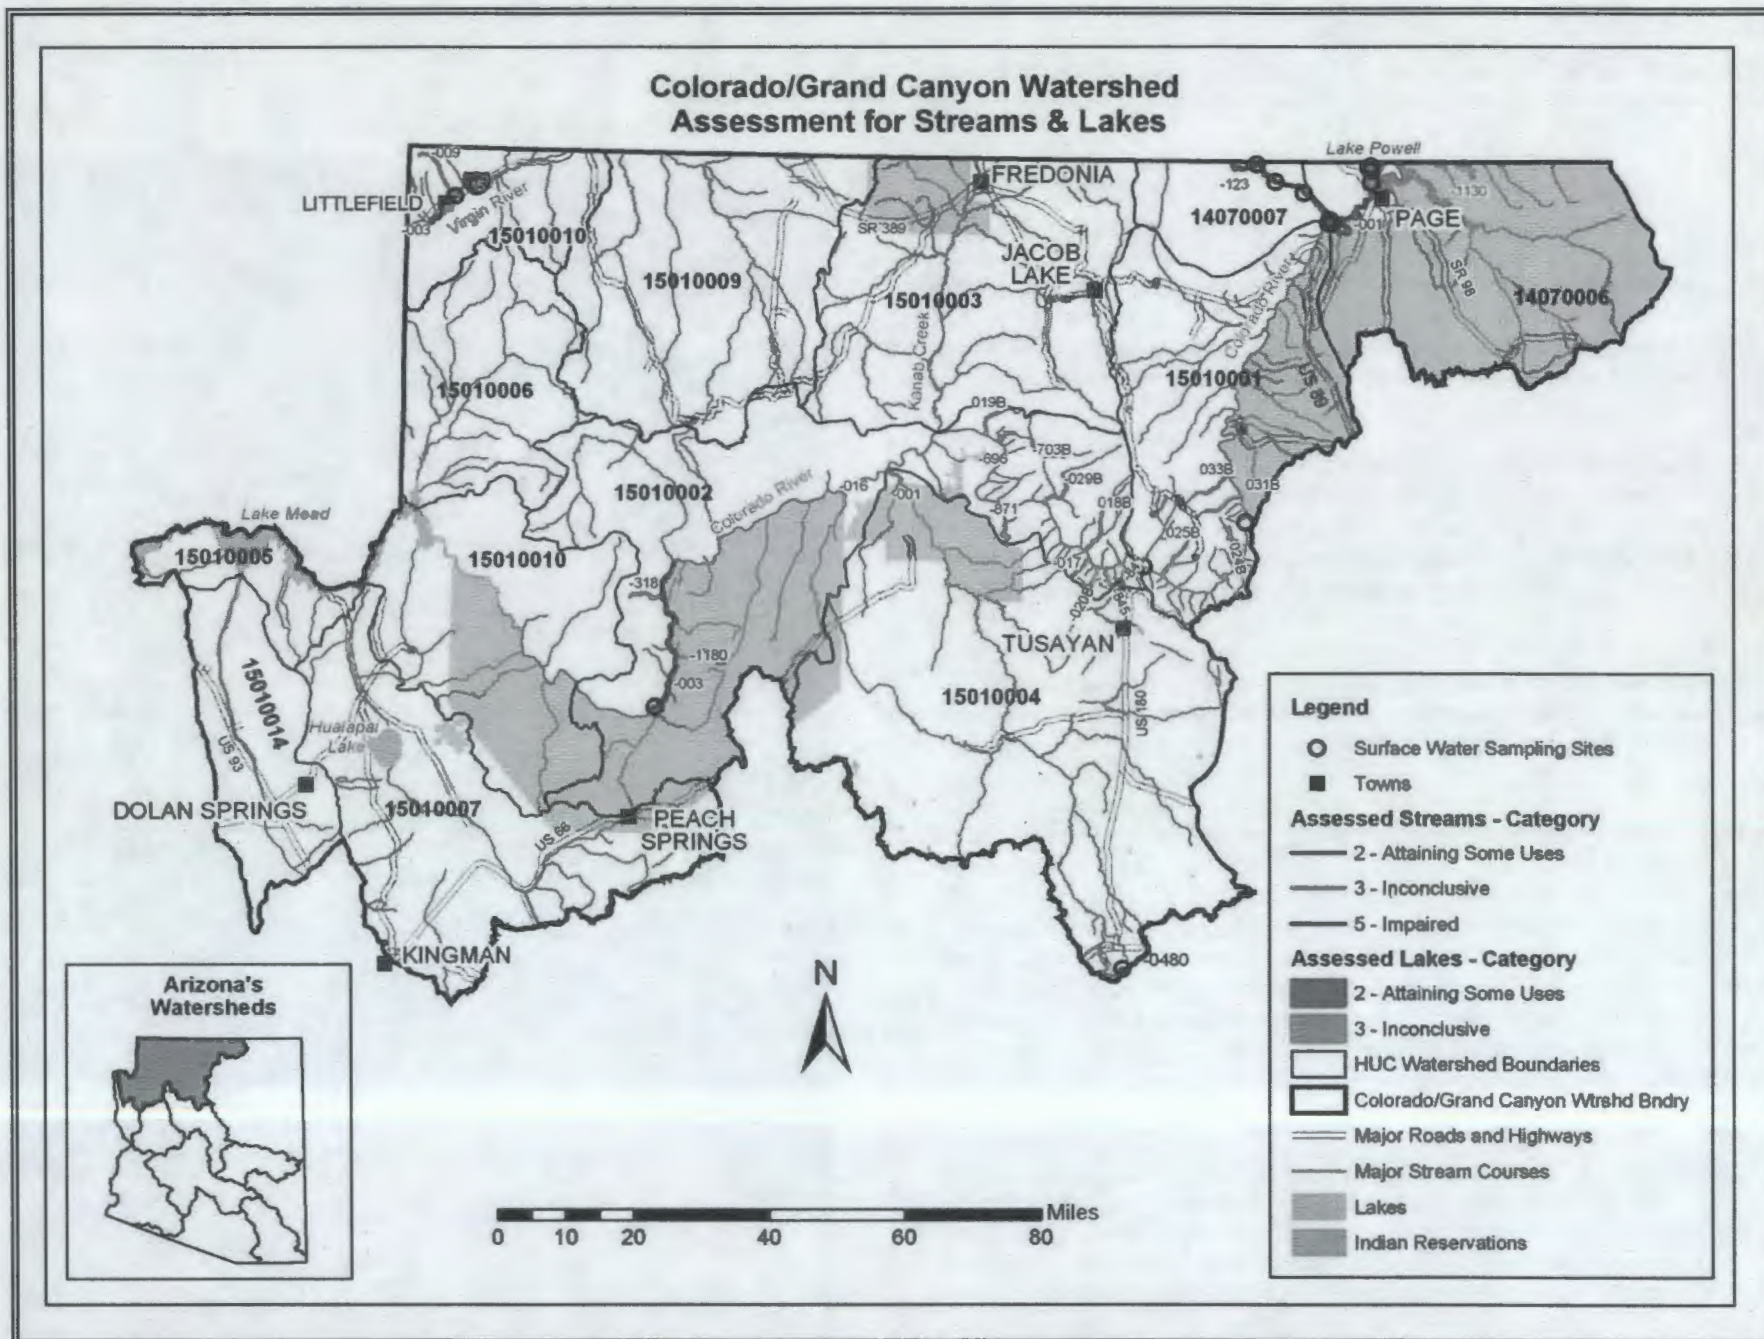 Colorado/Grand Canyon Watershed
Assessment for Streams & Lakes
Lake Powell
-009
FREDONIA
LITTLEFIELD
Virgin River
-003
-123
-1130
14070007
PAGE
-001
SR 389
15010010
JACOB
LAKE
15010009
15010003
Colorado River
SR 98
14070006
Kanab Creek
15010006
15010001
US 89
019B
-703B
-696
-029B
033B
031B
15010002
Colorado River
-016
-001
018B
-871
025B
Lake Mead
15010005
15010010
-017
-318
020B
TUSAYAN
-1180
-003
15010004
US 180
15010014
Hualapai
Lake
US 93
DOLAN SPRINGS
15010007
PEACH
SPRINGS
US 66
KINGMAN
-0480
N
Legend
Surface Water Sampling Sites
Towns
Assessed Streams - Category
2 - Attaining Some Uses
3 - Inconclusive
5 - Impaired
Assessed Lakes - Category
2 - Attaining Some Uses
3 - Inconclusive
HUC Watershed Boundaries
Colorado/Grand Canyon Wtrshd Bndry
Major Roads and Highways
Major Stream Courses
Lakes
Indian Reservations
Arizona's
Watersheds
Miles
0 10 20 40 60 80